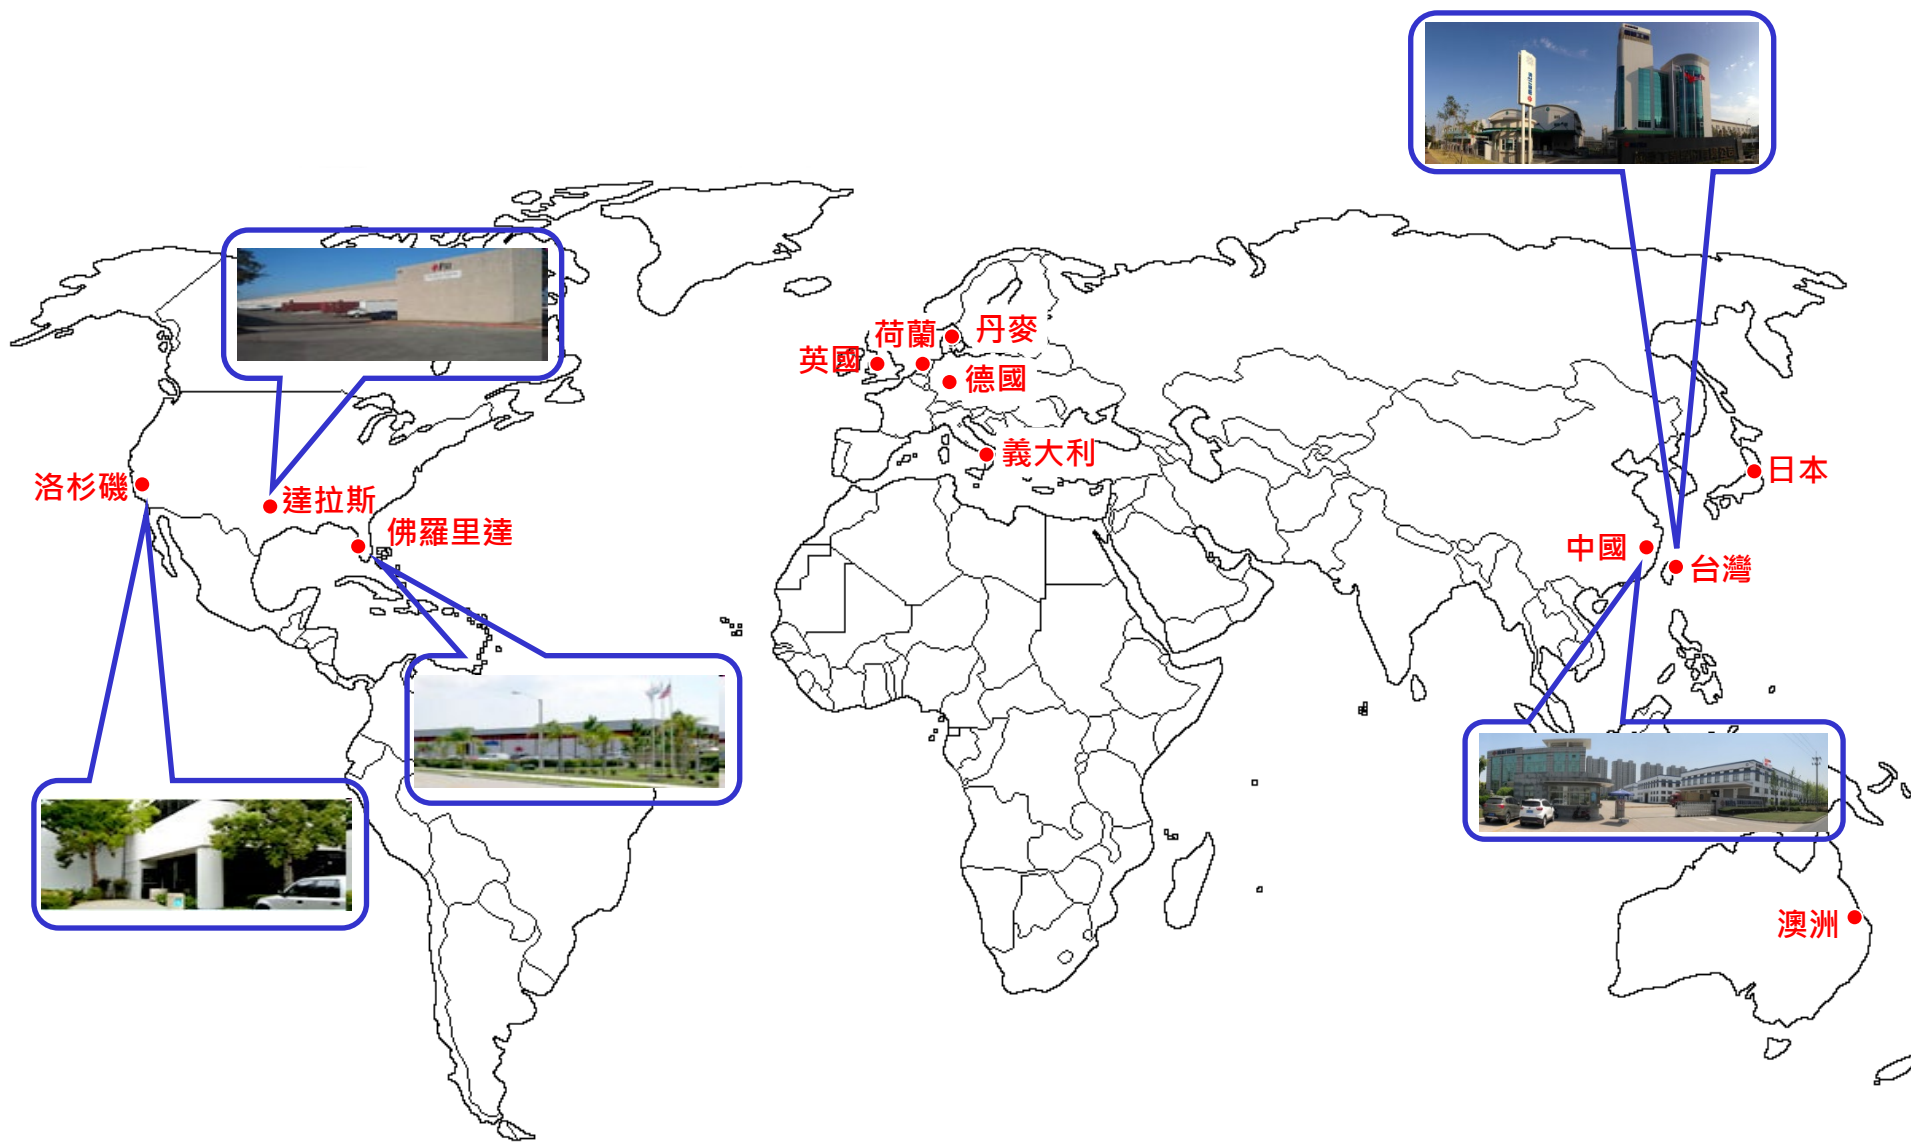 荷蘭
丹麥
英國
德國
義大利
洛杉磯
達拉斯
佛羅里達
日本
中國
台灣
澳洲